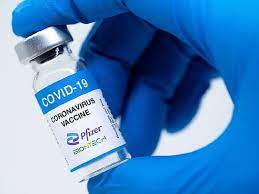 COVID-19
CORONAVIRUS
VACCINE
Pfizer
BIONTECH